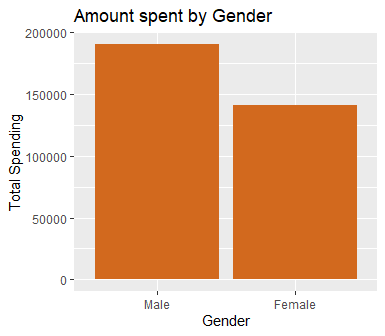 Amount spent by Gender
Total Spending
200000
150000
100000
50000
0
Male Female
Gender